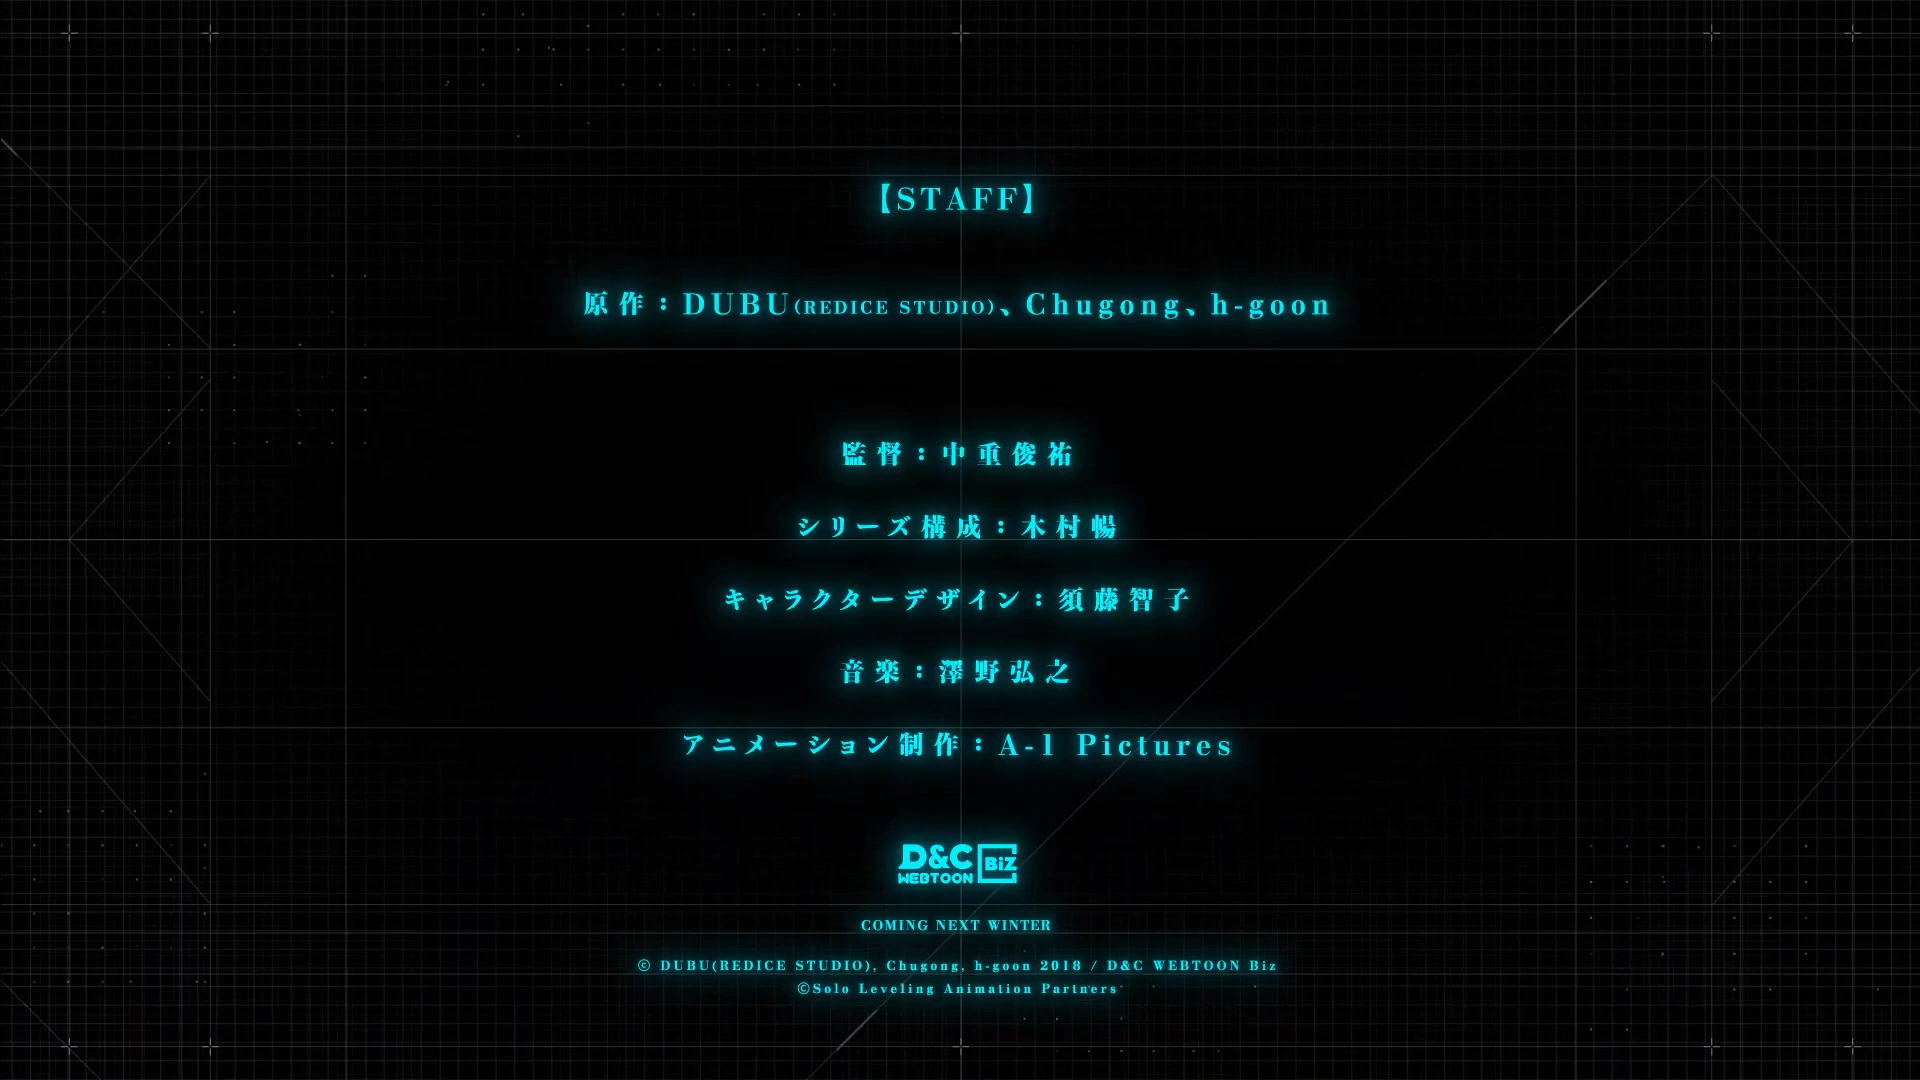 【STAFF】
原作：DUBU(REDICE STUDIO)、Chugong、h-goon
監督：中重俊祐
シリーズ構成：木村暢
キャラクターデザイン：須藤智子
音楽：澤野弘之
アニメーション制作：A-1 Pictures
D&C WEBTOON BiZ
COMING NEXT WINTER
© DUBU(REDICE STUDIO), Chugong, h-goon 2018 / D&C WEBTOON Biz
©Solo Leveling Animation Partners